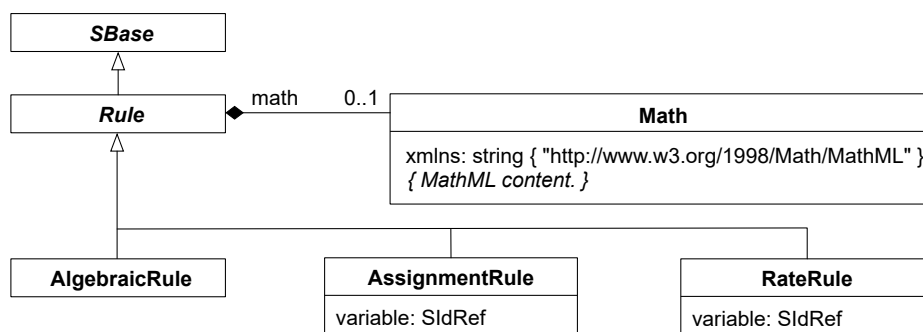 SBase
Rule
math 0..1
Math
xmlns: string { "http://www.w3.org/1998/Math/MathML" }
{ MathML content. }
AlgebraicRule
AssignmentRule
variable: SIdRef
RateRule
variable: SIdRef